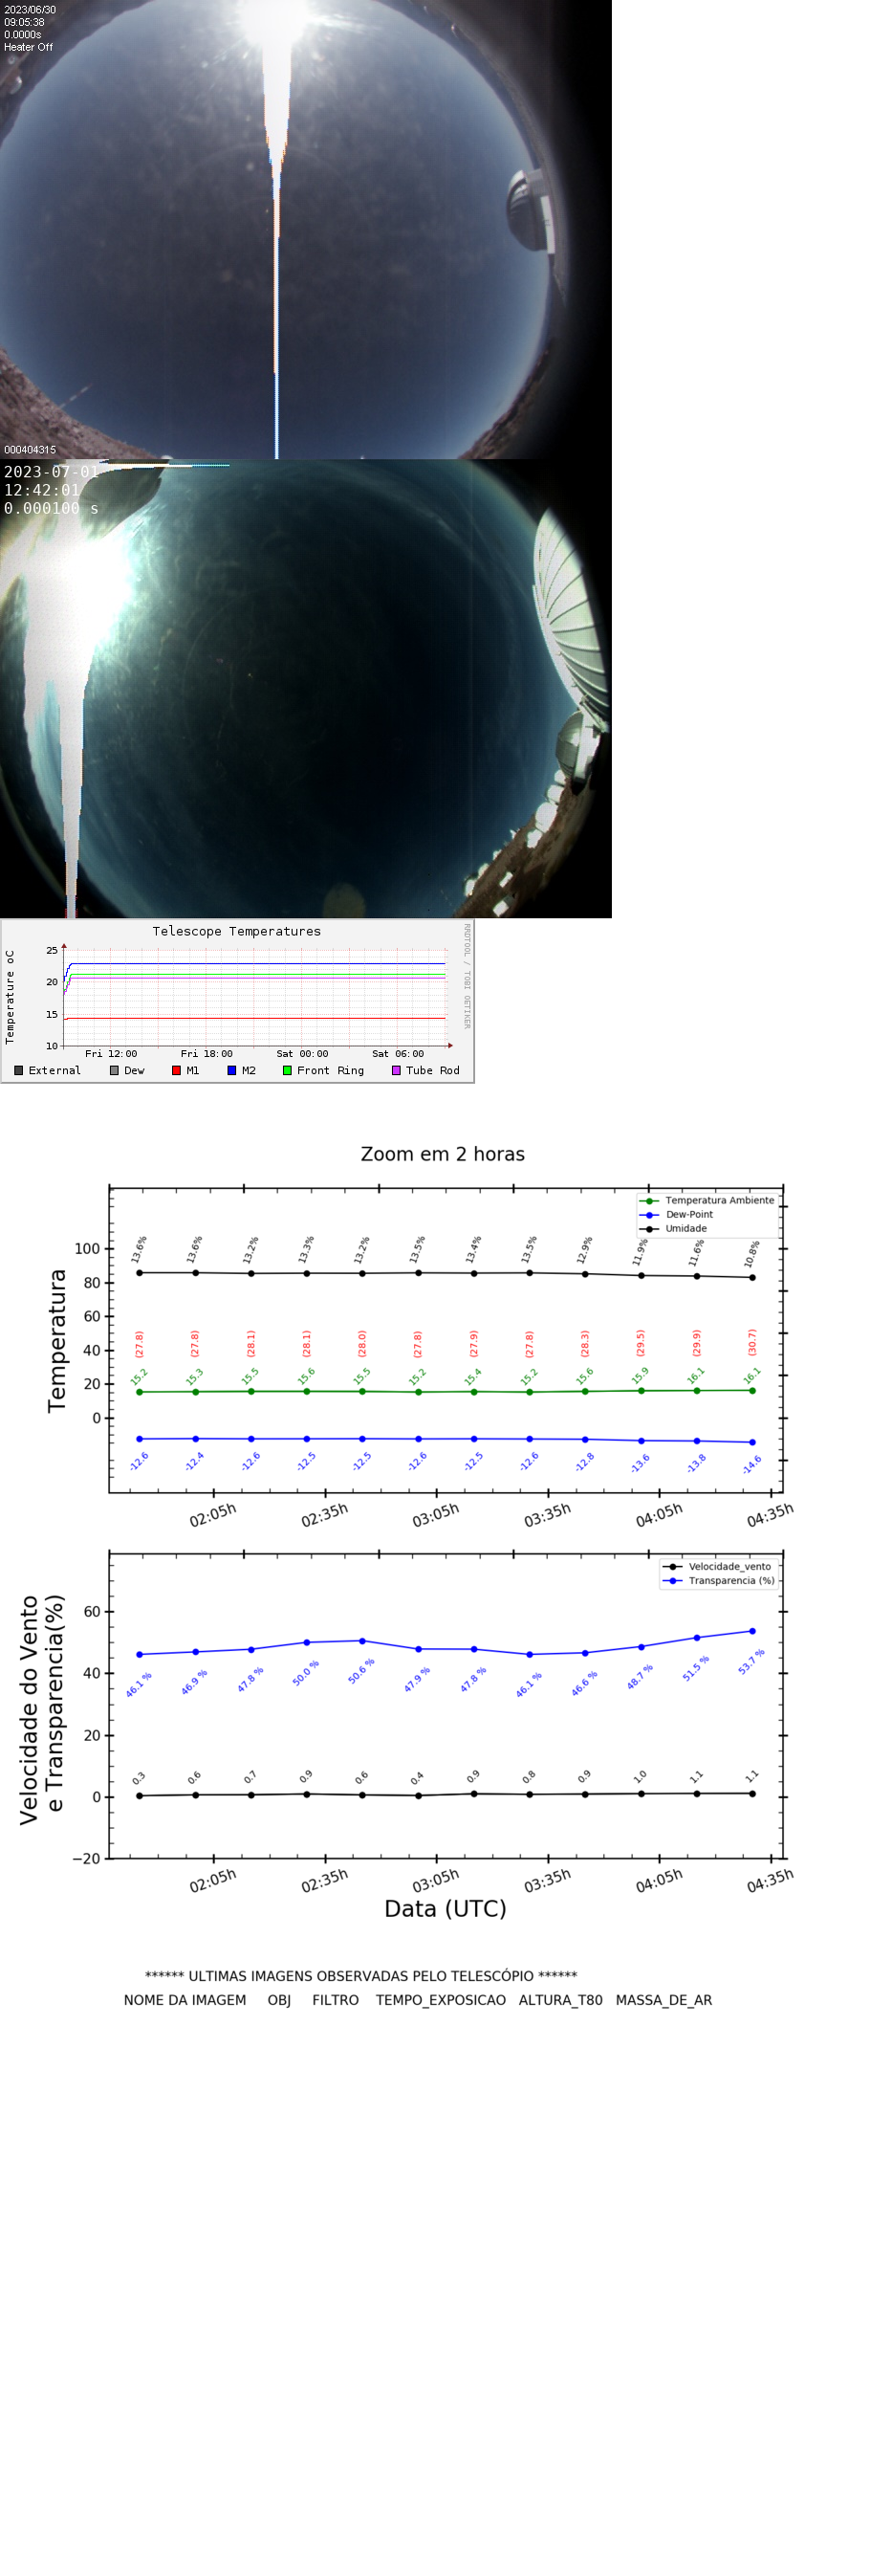 2023/06/30
09:05:38
0.0000s
Heater Off
000404315
2023-07-01
12:42:01
0.000100 s
Telescope Temperatures
RRDTOOL / TOBI OETIKER
Temperature oC
25
20
15
10
Fri 12:00 Fri 18:00 Sat 00:00 Sat 06:00
External Dew M1 M2 Front Ring Tube Rod
Zoom em 2 horas
Temperatura Ambiente
Dew-Point
Umidade
Temperatura
100
80
60
40
20
0
13.6% 13.6% 13.2% 13.3% 13.2% 13.5% 13.4% 13.5% 12.9% 11.9% 11.6% 10.8%
(27.8) (27.8) (28.1) (28.1) (28.0) (27.8) (27.9) (27.8) (28.3) (29.5) (29.9) (30.7)
15.2 15.3 15.5 15.6 15.5 15.2 15.4 15.2 15.6 15.9 16.1 16.1
-12.6 -12.4 -12.6 -12.5 -12.5 -12.6 -12.5 -12.6 -12.8 -13.6 -13.8 -14.6
02:05h 02:35h 03:05h 03:35h 04:05h 04:35h
Velocidade_vento
Transparencia (%)
Velocidade do Vento
e Transparencia(%)
60
40
20
0
−20
46.1 % 46.9 % 47.8 % 50.0 % 50.6 % 47.9 % 47.8 % 46.1 % 46.6 % 48.7 % 51.5 % 53.7 %
0.3 0.6 0.7 0.9 0.6 0.4 0.9 0.8 0.9 1.0 1.1 1.1
02:05h 02:35h 03:05h 03:35h 04:05h 04:35h
Data (UTC)
****** ULTIMAS IMAGENS OBSERVADAS PELO TELESCÓPIO ******
NOME DA IMAGEM OBJ FILTRO TEMPO_EXPOSICAO ALTURA_T80 MASSA_DE_AR